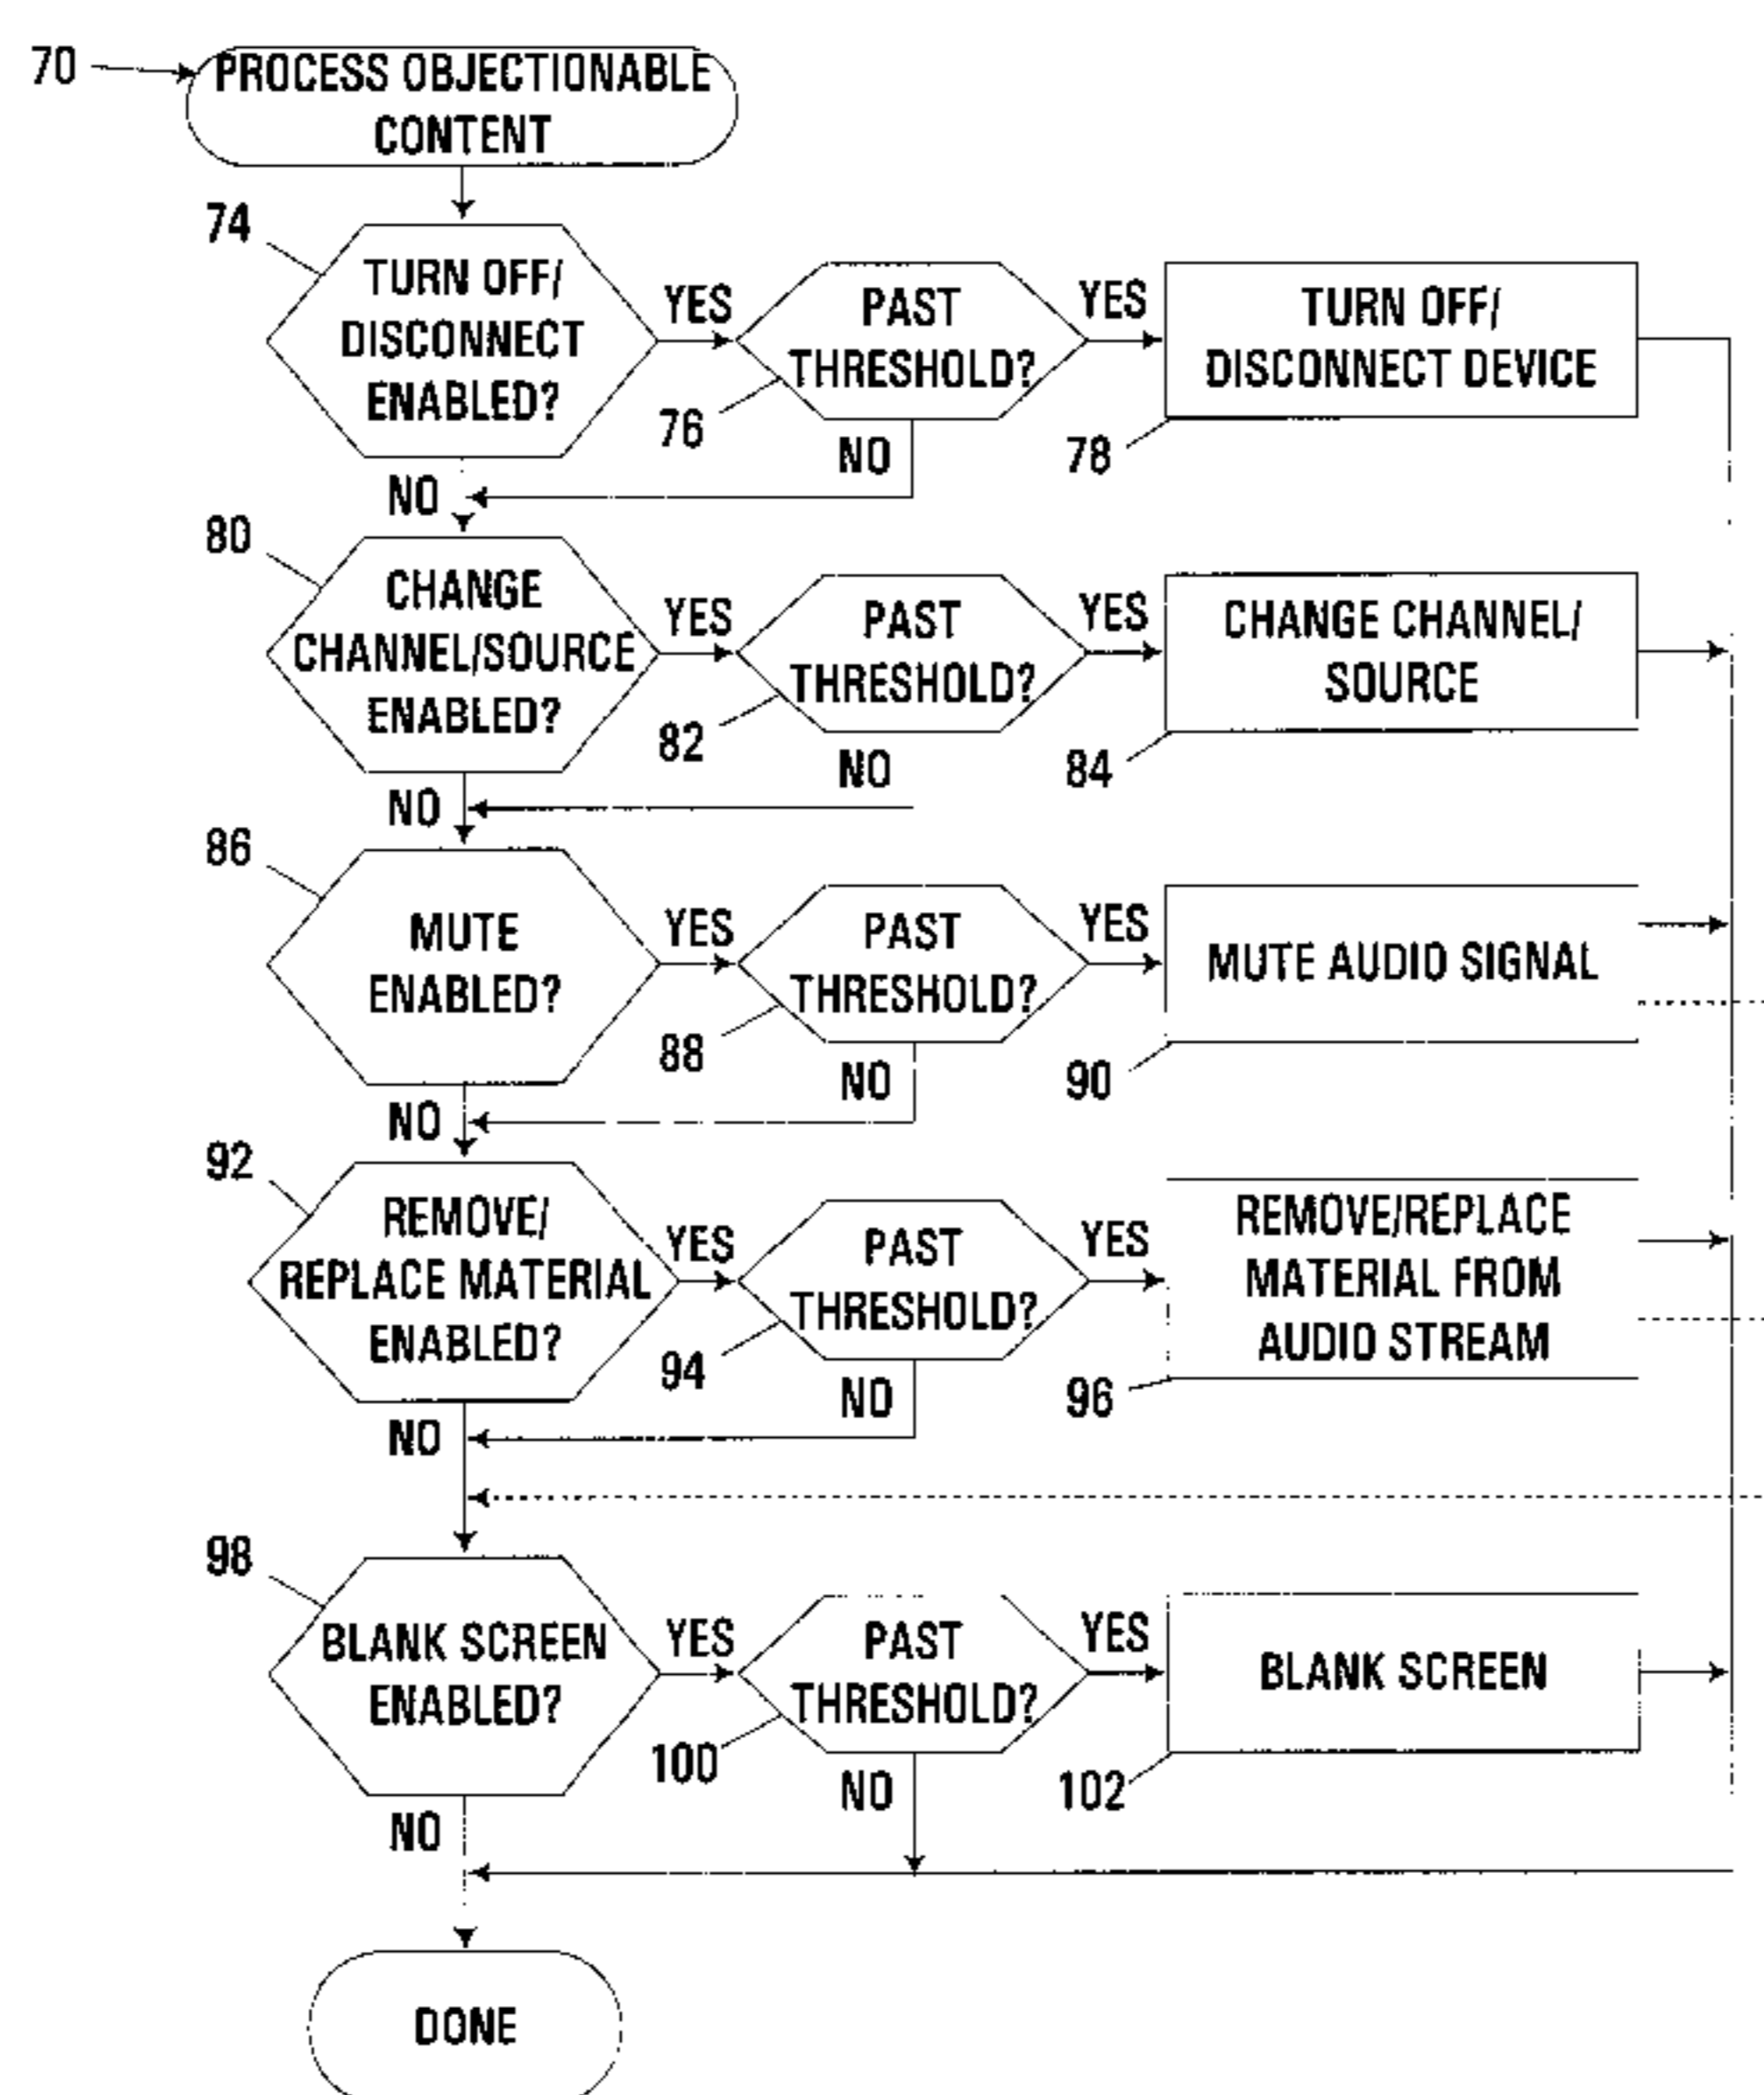 70
PROCESS OBJECTIONABLE
CONTENT
74
TURN OFF/
DISCONNECT
ENABLED?
YES
PAST
THRESHOLD?
76
NO
YES
TURN OFF/
DISCONNECT DEVICE
78
NO
80
CHANGE
CHANNEL/SOURCE
ENABLED?
YES
PAST
THRESHOLD?
82
NO
YES
CHANGE CHANNEL/
SOURCE
84
NO
86
MUTE
ENABLED?
YES
PAST
THRESHOLD?
88
NO
YES
MUTE AUDIO SIGNAL
90
NO
92
REMOVE/
REPLACE MATERIAL
ENABLED?
YES
PAST
THRESHOLD?
94
NO
YES
REMOVE/REPLACE
MATERIAL FROM
AUDIO STREAM
96
NO
98
BLANK SCREEN
ENABLED?
YES
PAST
THRESHOLD?
100
NO
YES
BLANK SCREEN
102
NO
DONE